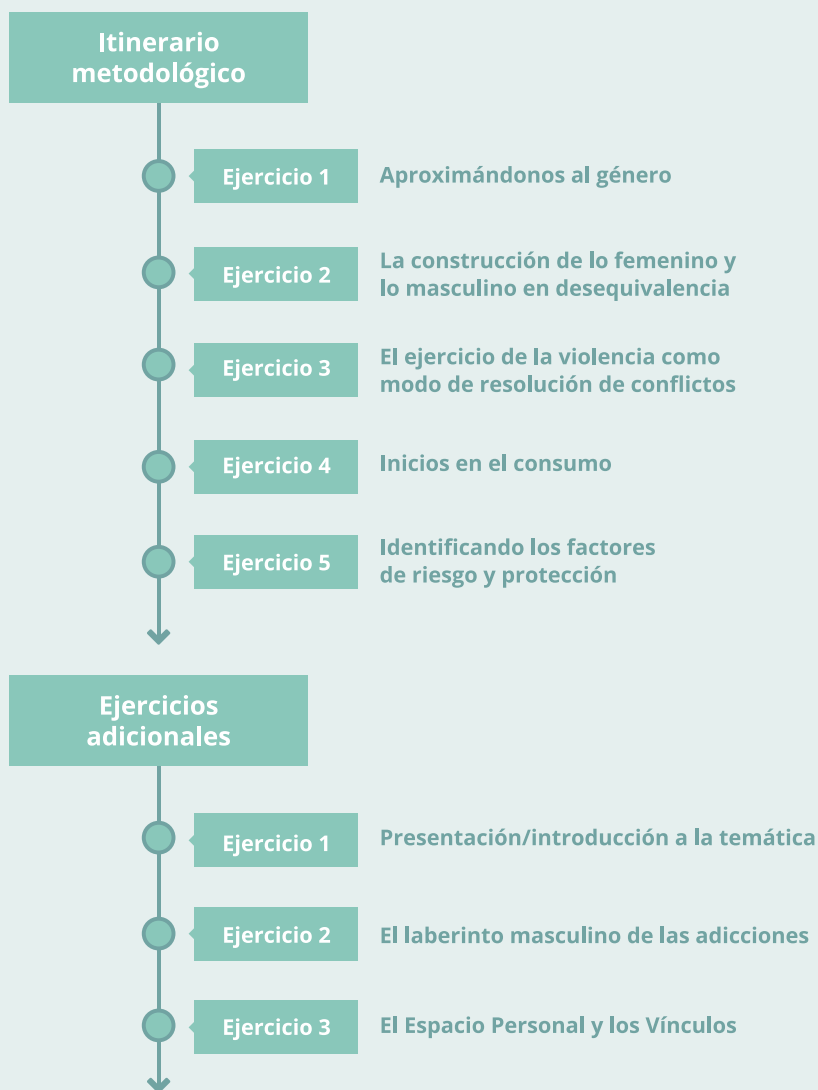 Itinerario
metodológico
Ejercicio 1
Aproximándonos al género
Ejercicio 2
La construcción de lo femenino y
lo masculino en desequivalencia
Ejercicio 3
El ejercicio de la violencia como
modo de resolución de conflictos
Ejercicio 4
Inicios en el consumo
Ejercicio 5
Identificando los factores
de riesgo y protección
Ejercicios
adicionales
Ejercicio 1
Presentación/introducción a la temática
Ejercicio 2
El laberinto masculino de las adicciones
Ejercicio 3
El Espacio Personal y los Vínculos